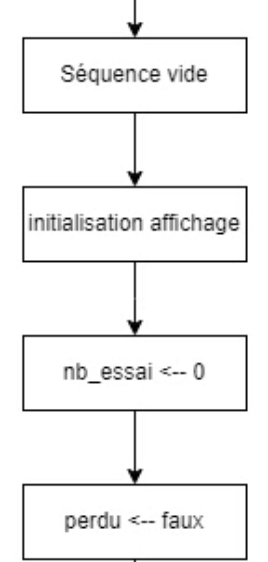 Séquence vide
initialisation affichage
nb_essai <-- 0
perdu <-- faux